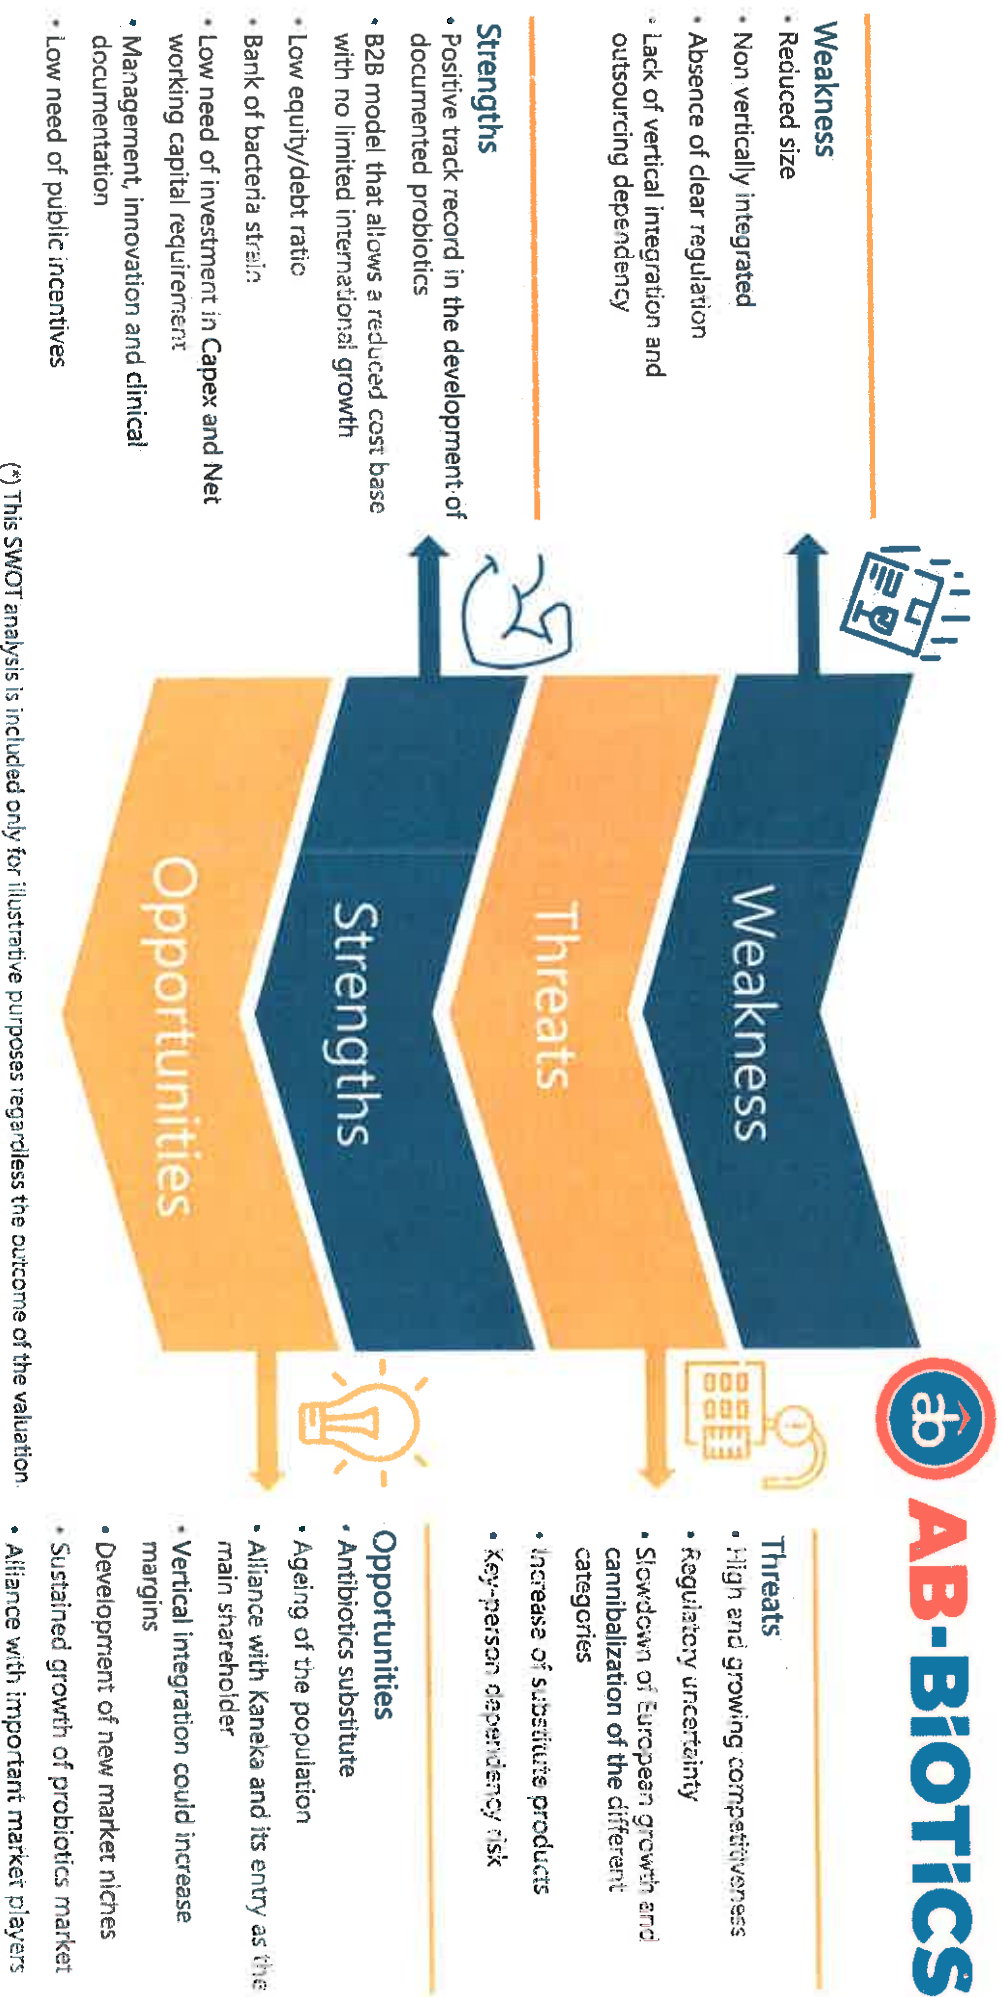 AB-BIOTICS
ab
Weakness
• Reduced size
• Non vertically integrated
• Absence of clear regulation
• Lack of vertical integration and
outsourcing dependency
Strengths
• Positive track record in the development of
documented probiotics
• B2B model that allows a reduced cost base
with no limited international growth
• Low equity/debt ratio
• Bank of bacteria strain
• Low need of investment in Capex and Net
working capital requirement
• Management, innovation and clinical
documentation
• Low need of public incentives
Weakness
Threats
Strengths
Opportunities
Threats
• High and growing competitiveness
• Regulatory uncertainty
• Slowdown of European growth and
cannibalization of the different
categories
• Increase of substitute products
• Key-person dependency risk
Opportunities
• Antibiotics substitute
• Ageing of the population
• Alliance with Kaneka and its entry as the
main shareholder
• Vertical integration could increase
margins
• Development of new market niches
• Sustained growth of probiotics market
• Alliance with important market players
(*) This SWOT analysis is included only for illustrative purposes regardless the outcome of the valuation.